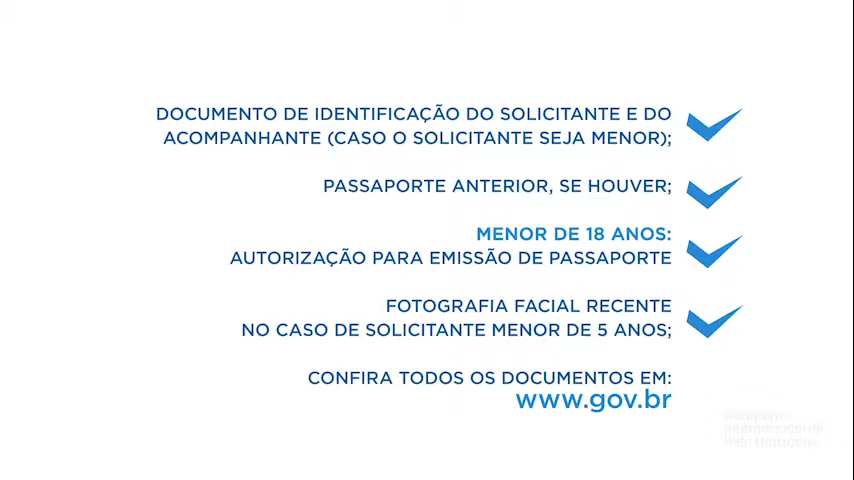 DOCUMENTO DE IDENTIFICAÇÃO DO SOLICITANTE E DO
ACOMPANHANTE (CASO O SOLICITANTE SEJA MENOR);
PASSAPORTE ANTERIOR, SE HOUVER;
MENOR DE 18 ANOS:
AUTORIZAÇÃO PARA EMISSÃO DE PASSAPORTE
FOTOGRAFIA FACIAL RECENTE
NO CASO DE SOLICITANTE MENOR DE 5 ANOS;
CONFIRA TODOS OS DOCUMENTOS EM:
www.gov.br